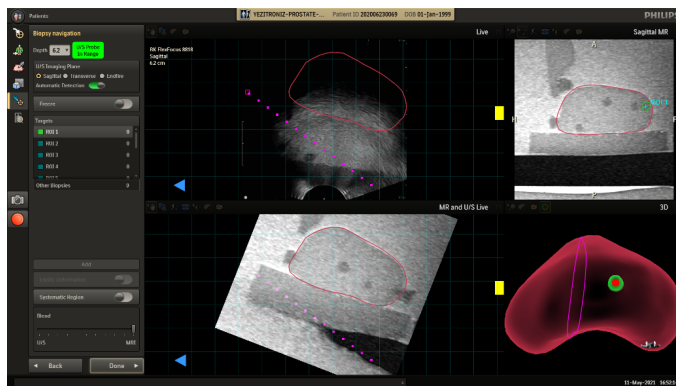 Patients
YEZITRONIZ-PROSTATE-... Patient ID 202006230069 DOB 01-Jan-1999
PHILIPS
Biopsy navigation
Depth 6.2
U/S Probe
In Range
U/S Imaging Plane
Sagittal Transverse Endfire
Automatic Detection
Freeze
Targets
ROI 1 0
ROI 2 0
ROI 3 0
ROI 4 0
Other Biopsies 0
Add
Systematic Region
Blend
U/S MRI
Back Done
Live
BK FlexFocus 8818
Sagittal
6.2 cm
Sagittal MR
A
H
F
P
MR and U/S Live
3D
11-May-2021